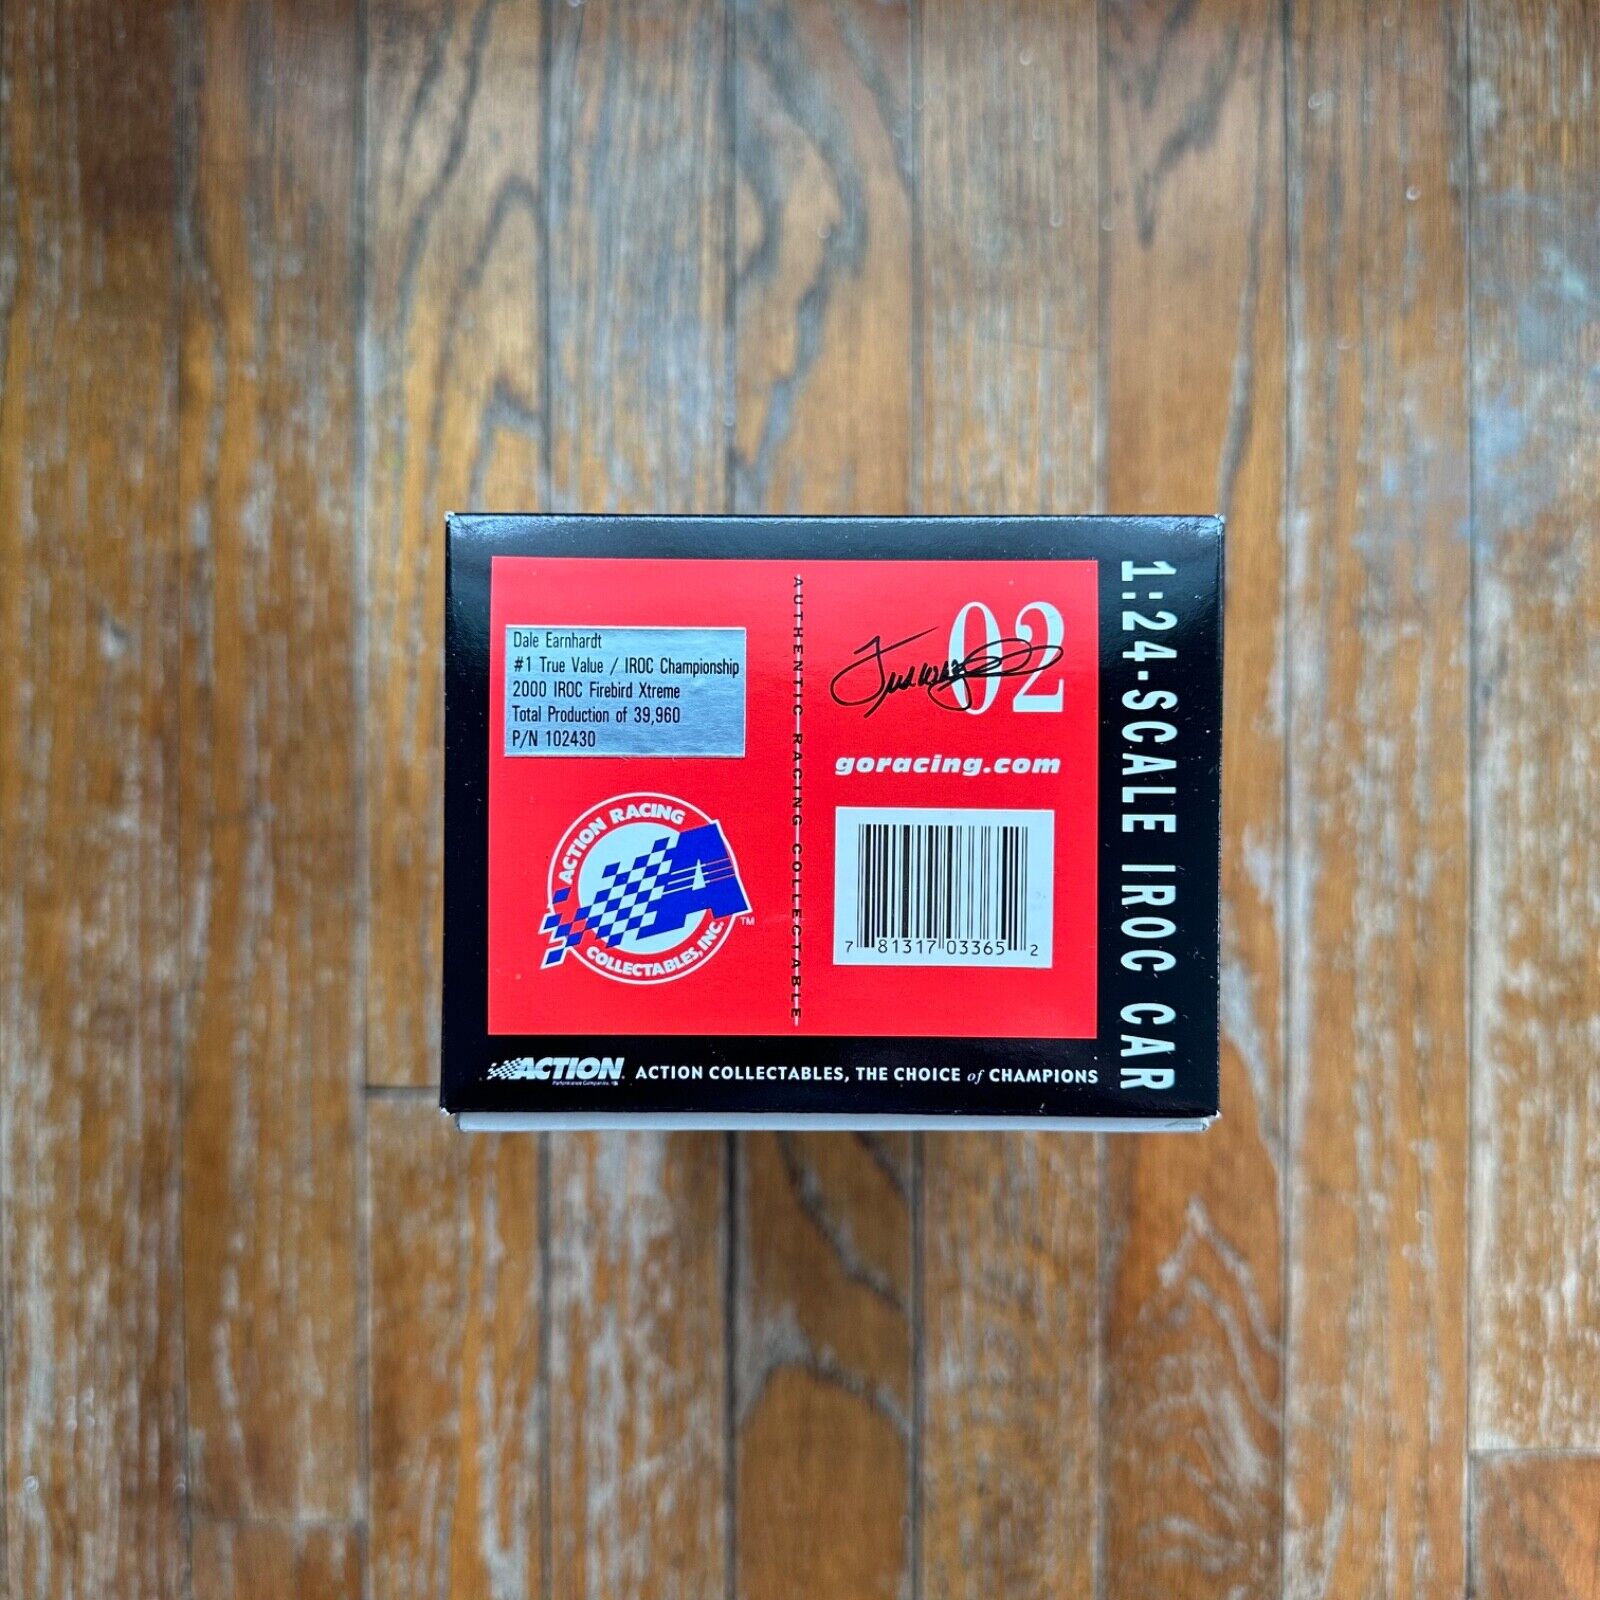 Dale Earnhardt
#1 True Value / IROC Championship
2000 IROC Firebird Xtreme
Total Production of 39,960
P/N 102430
ACTION RACING
COLLECTABLES, INC.
TM
AUTHENTIC RACING COLLECTABLE
02
goracing.com
7 81317 03365 2
1:24-SCALE IROC CAR
ACTION
ACTION COLLECTABLES, THE CHOICE of CHAMPIONS